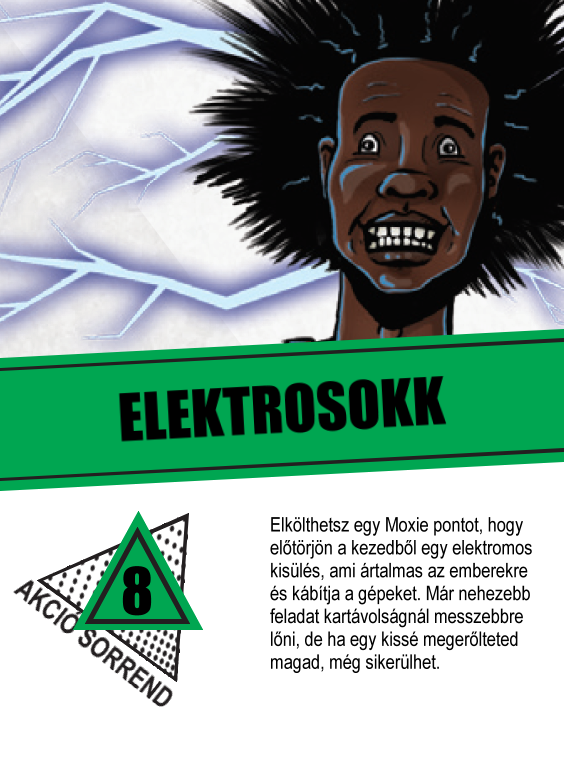 ELEKTROSOKK
8
AKCIÓ SORREND
Elkölthetsz egy Moxie pontot, hogy
előtörjön a kezedből egy elektromos
kisülés, ami ártalmas az emberekre
és kábítja a gépeket. Már nehezebb
feladat kartávolságnál messzebbre
lőni, de ha egy kissé megerőlteted
magad, még sikerülhet.